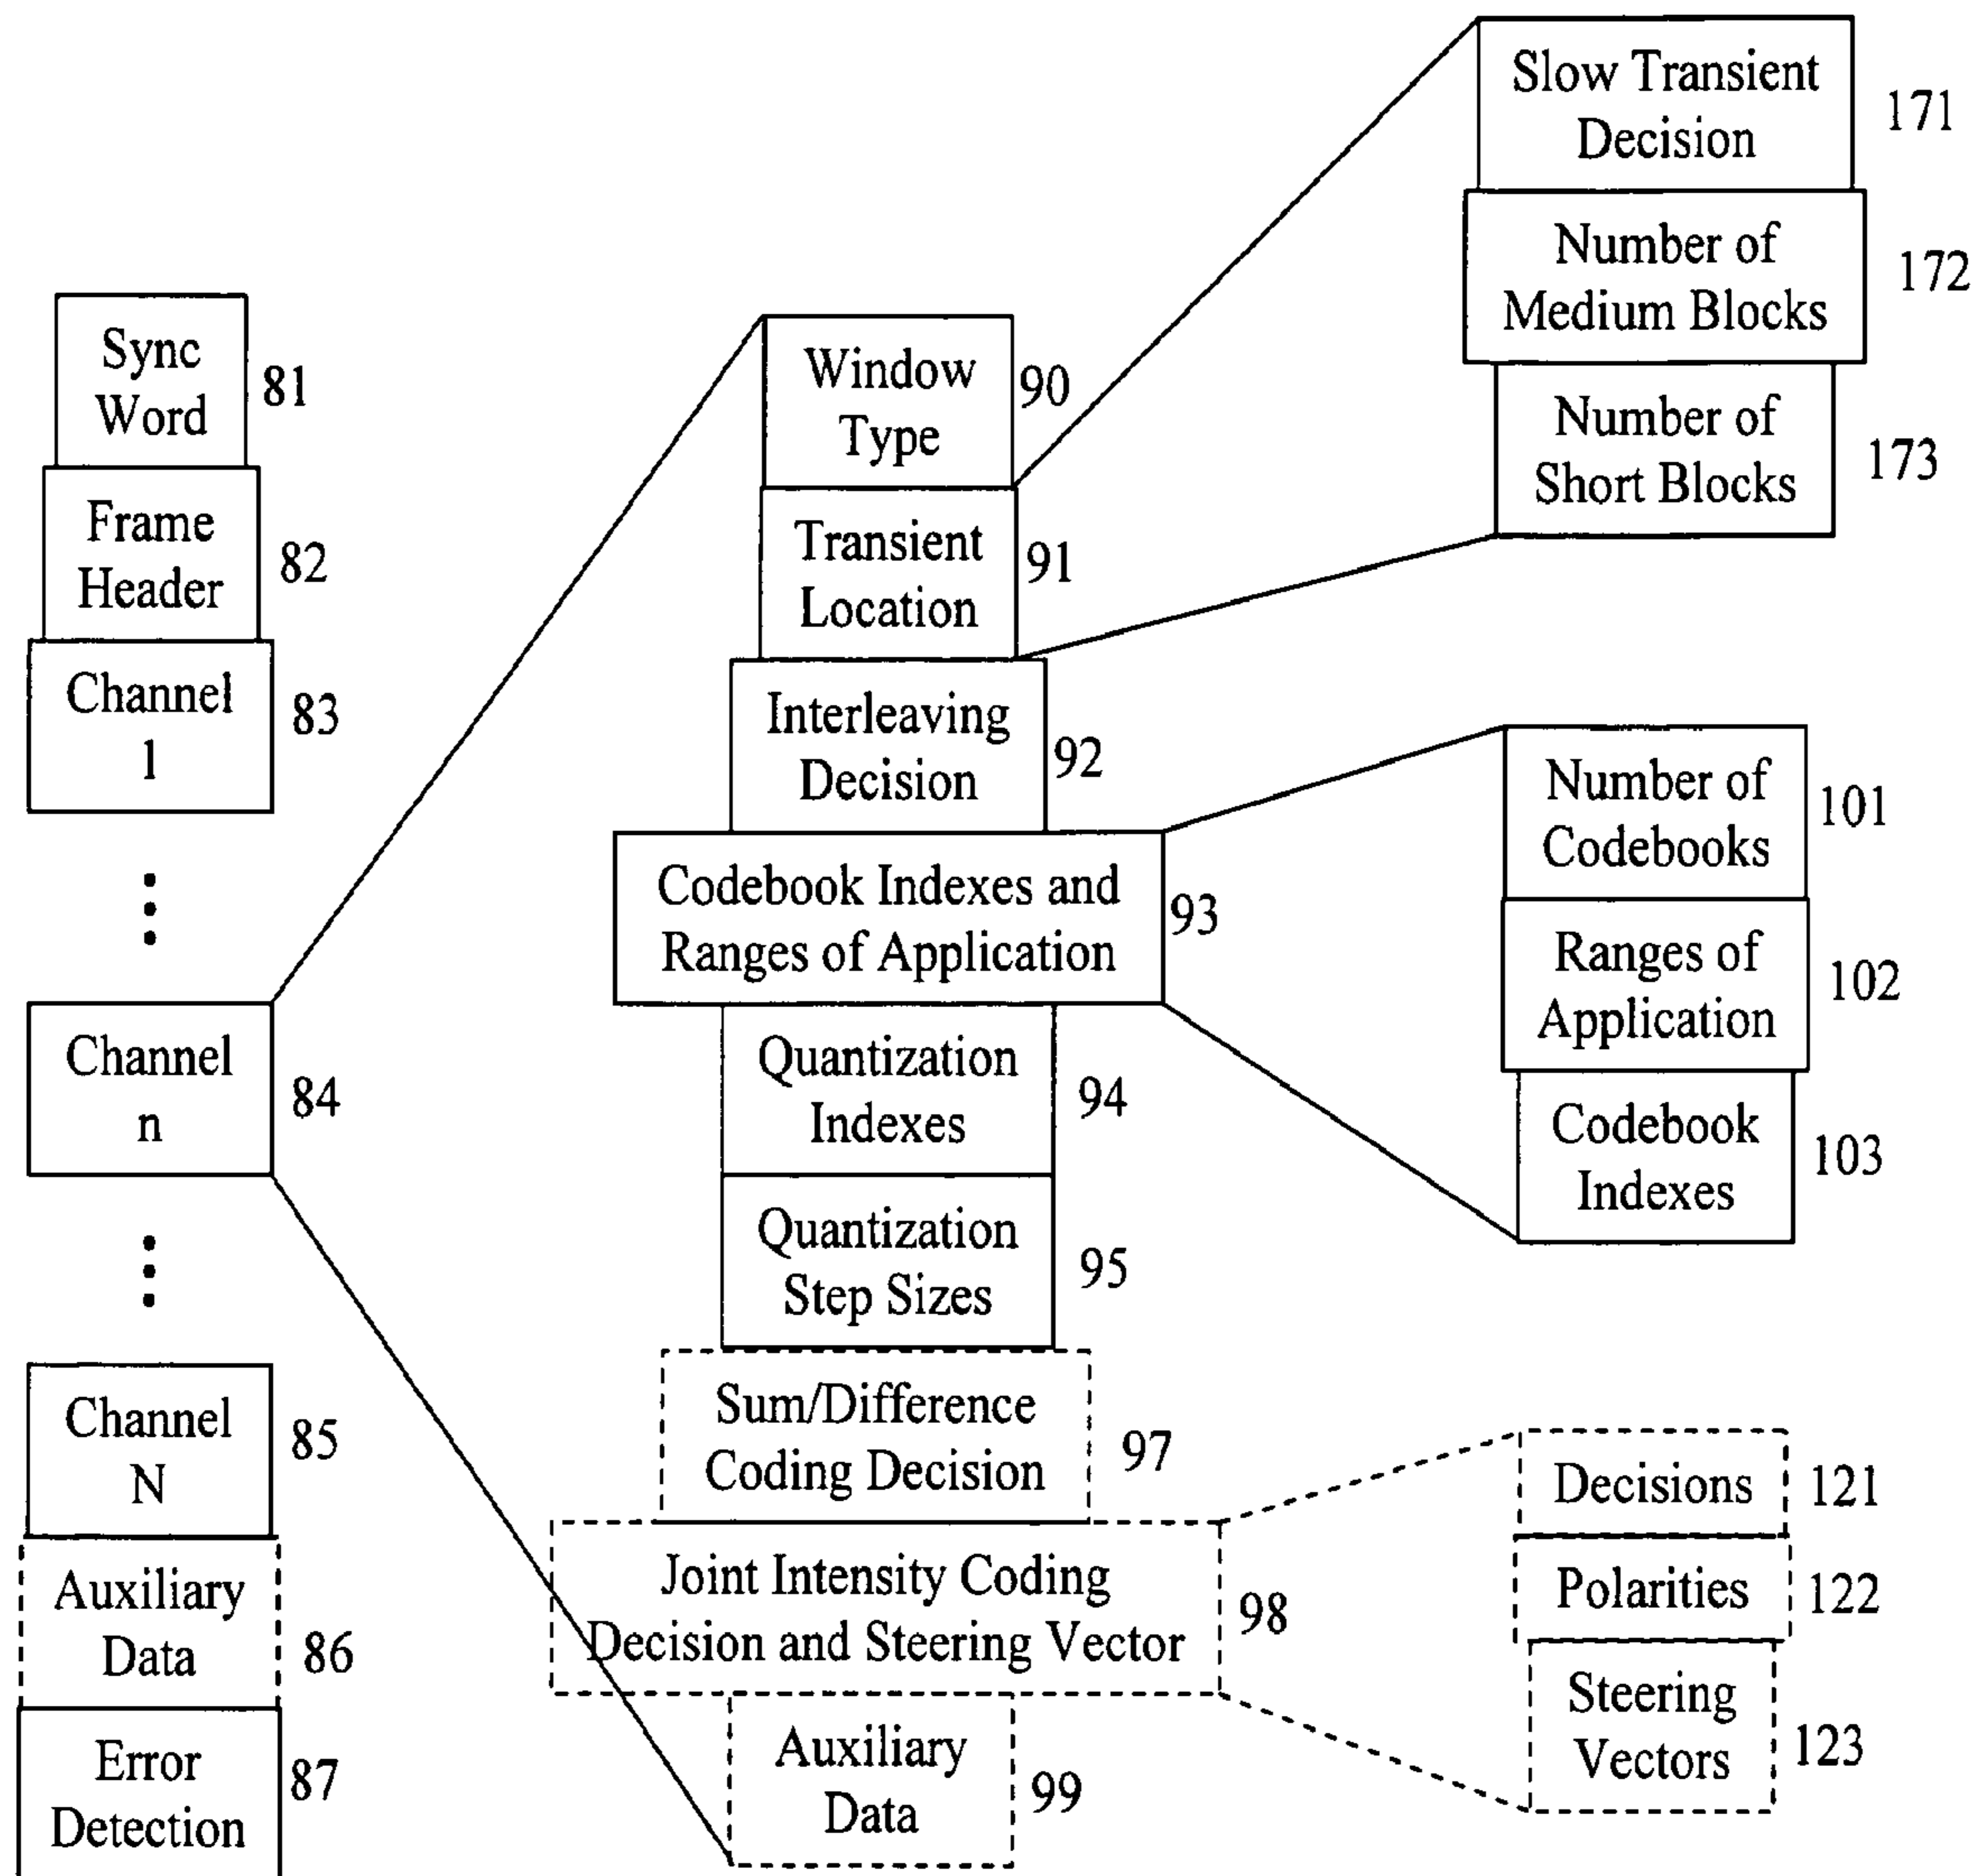 Sync
Word
81
Frame
Header
82
Channel
1
83
Channel
n
84
Channel
N
85
Auxiliary
Data
86
Error
Detection
87
Window
Type
90
Transient
Location
91
Interleaving
Decision
92
Codebook Indexes and
Ranges of Application
93
Quantization
Indexes
94
Quantization
Step Sizes
95
Sum/Difference
Coding Decision
97
Joint Intensity Coding
Decision and Steering Vector
98
Auxiliary
Data
99
Slow Transient
Decision
171
Number of
Medium Blocks
172
Number of
Short Blocks
173
Number of
Codebooks
101
Ranges of
Application
102
Codebook
Indexes
103
Decisions
121
Polarities
122
Steering
Vectors
123